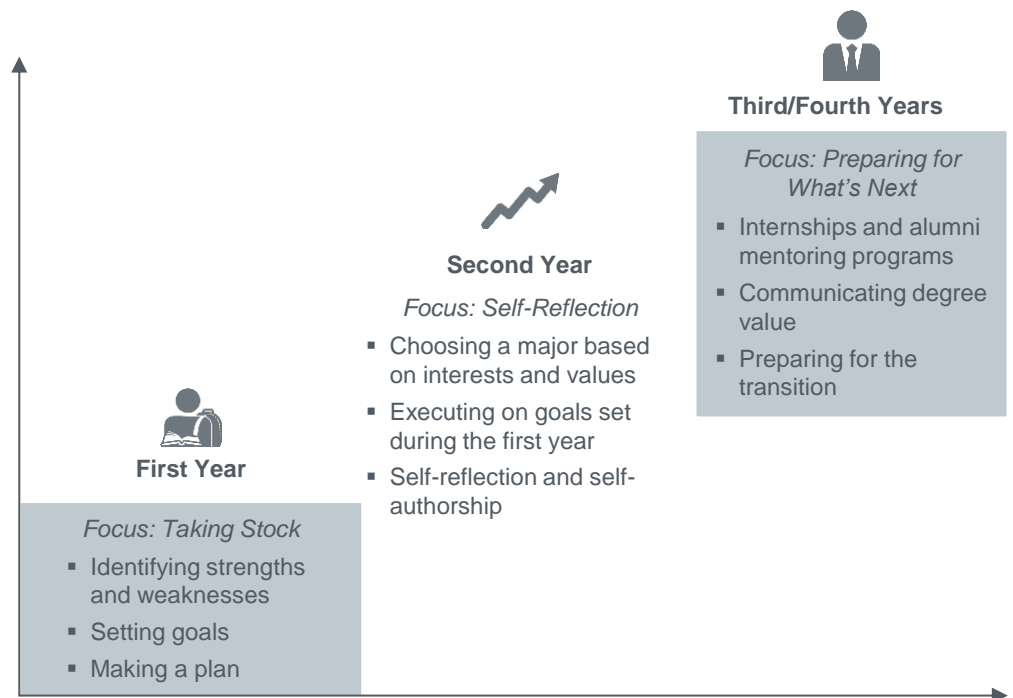 First Year
Focus: Taking Stock
▪ Identifying strengths
and weaknesses
▪ Setting goals
▪ Making a plan
Second Year
Focus: Self-Reflection
▪ Choosing a major based
on interests and values
▪ Executing on goals set
during the first year
▪ Self-reflection and self-
authorship
Third/Fourth Years
Focus: Preparing for
What's Next
▪ Internships and alumni
mentoring programs
▪ Communicating degree
value
▪ Preparing for the
transition